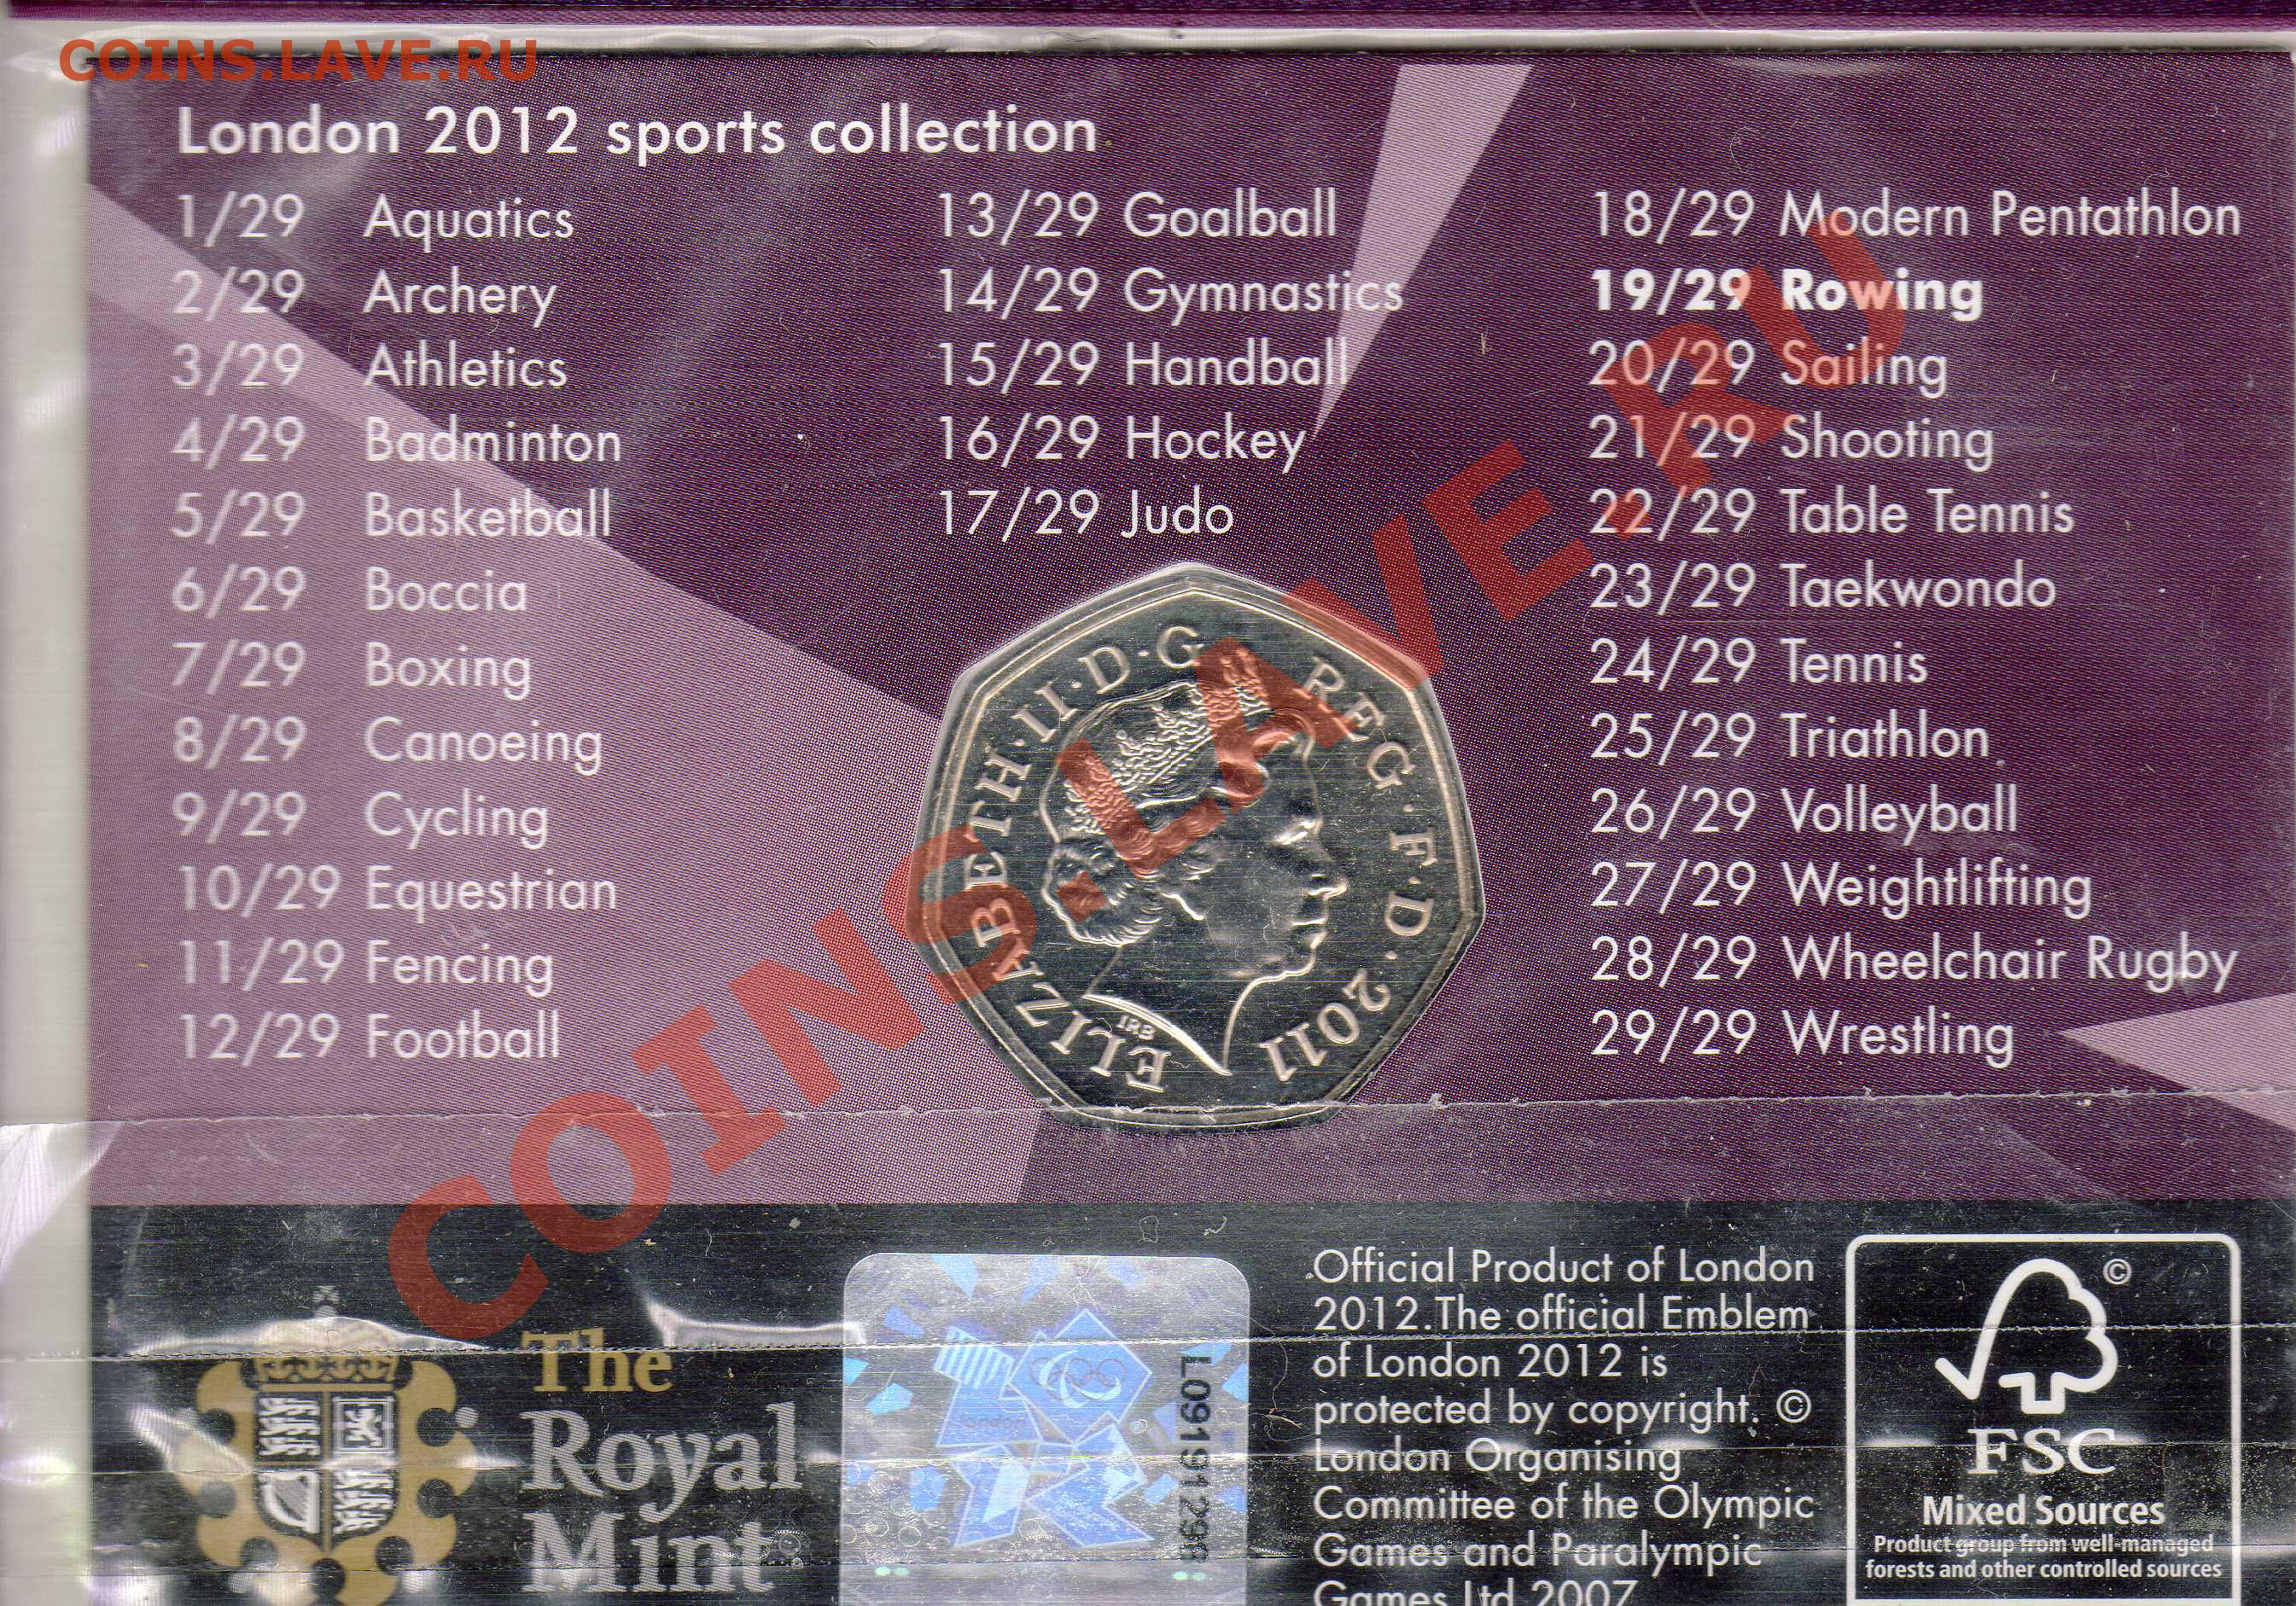 COINS.LAVE.RU
London 2012 sports collection
1/29 Aquatics
2/29 Archery
3/29 Athletics
4/29 Badminton
5/29 Basketball
6/29 Boccia
7/29 Boxing
8/29 Canoeing
9/29 Cycling
10/29 Equestrian
11/29 Fencing
12/29 Football
13/29 Goalball
14/29 Gymnastics
15/29 Handball
16/29 Hockey
17/29 Judo
18/29 Modern Pentathlon
19/29 Rowing
20/29 Sailing
21/29 Shooting
22/29 Table Tennis
23/29 Taekwondo
24/29 Tennis
25/29 Triathlon
26/29 Volleyball
27/29 Weightlifting
28/29 Wheelchair Rugby
29/29 Wrestling
ELIZABETH·II·D·G REG·F·D·2011
IRB
COINS.LAVE.RU
The
Royal
Mint
london
L09191298
Official Product of London
2012.The official Emblem
of London 2012 is
protected by copyright. ©
London Organising
Committee of the Olympic
Games and Paralympic
Games Ltd 2007
©
FSC
Mixed Sources
Product group from well-managed
forests and other controlled sources